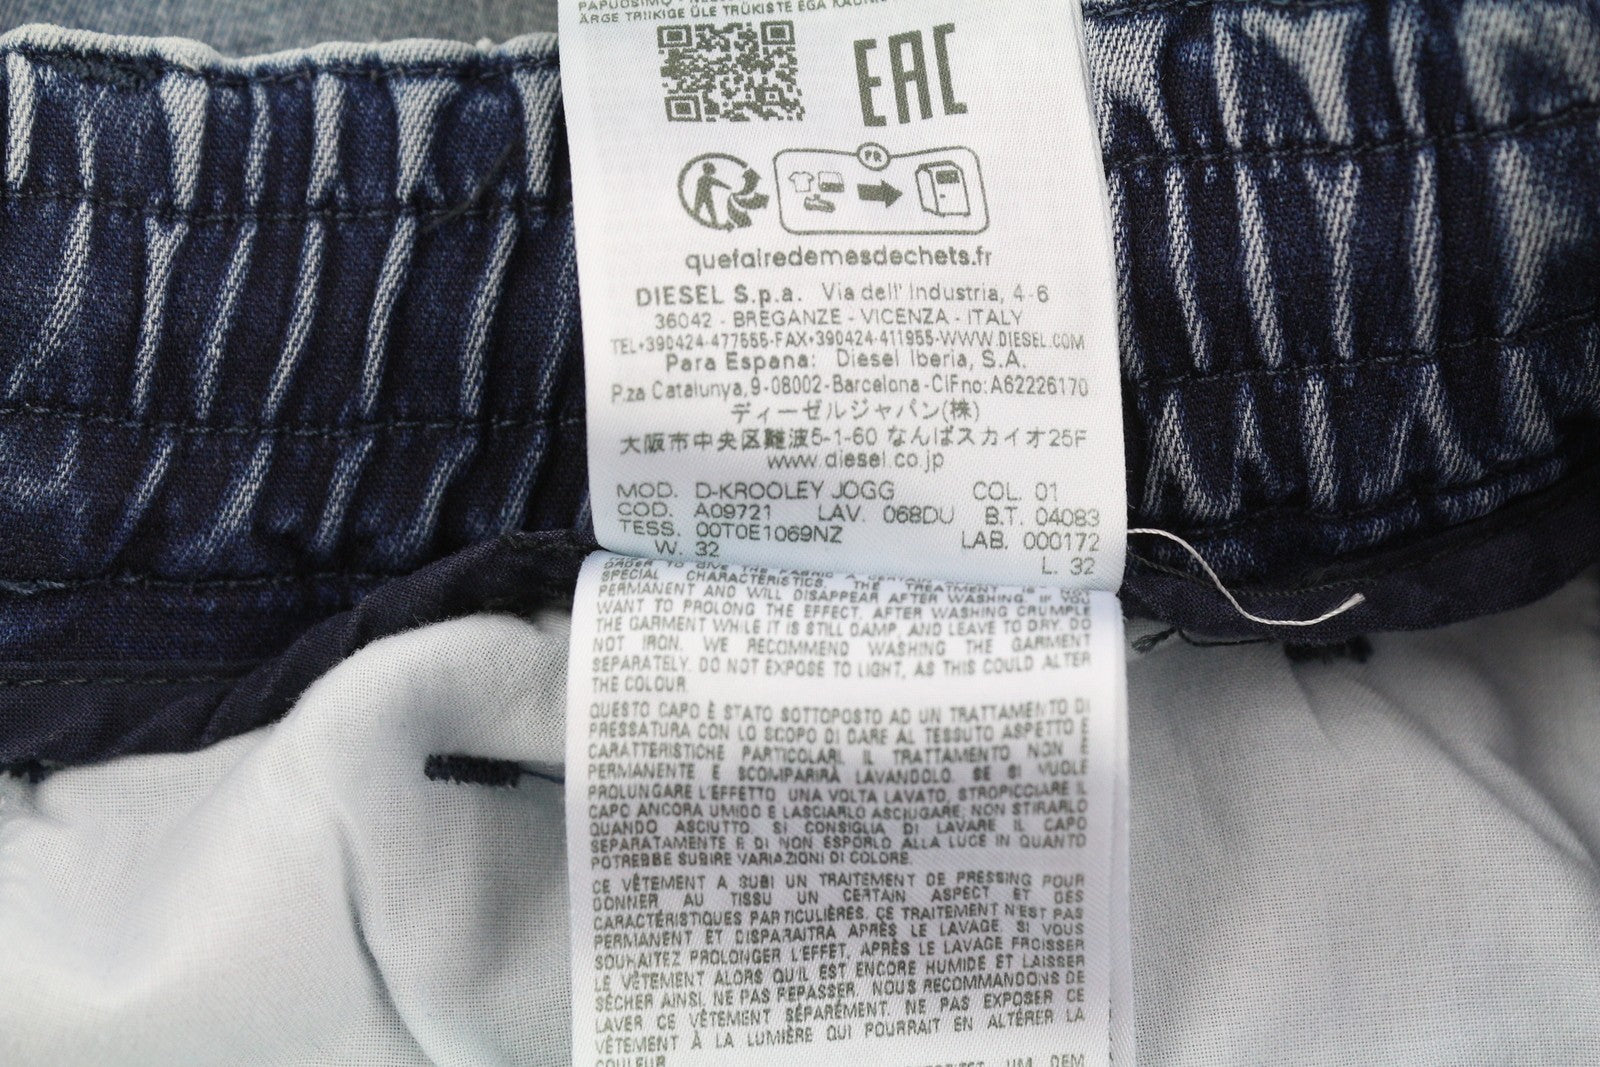 ÄRGE TRIIKIGE ÜLE TRÜKISTE EGA
EAC
FR
quefairedemesdechets.fr
DIESEL S.p.a. Via dell' Industria, 4-6
36042 - BREGANZE - VICENZA - ITALY
TEL+390424-477555-FAX+390424-411955-WWW.DIESEL.COM
Para Espana: Diesel Iberia, S.A.
P.za Catalunya, 9-08002-Barcelona-CIFno: A62226170
ディーゼルジャパン(株)
大阪市中央区難波5-1-60 なんばスカイオ25F
www.diesel.co.jp
MOD. D-KROOLEY JOGG COL. 01
COD. A09721 LAV. 068DU B.T. 04083
TESS. 00T0E1069NZ LAB. 000172
W. 32 L. 32
ORDER TO GIVE THE FABRIC A CERTAIN
SPECIAL CHARACTERISTICS. THE TREATMENT IS
PERMANENT AND WILL DISAPPEAR AFTER WASHING. IF YOU
WANT TO PROLONG THE EFFECT, AFTER WASHING CRUMPLE
THE GARMENT WHILE IT IS STILL DAMP, AND LEAVE TO DRY. DO
NOT IRON. WE RECOMMEND WASHING THE GARMENT
SEPARATELY. DO NOT EXPOSE TO LIGHT, AS THIS COULD ALTER
THE COLOUR
QUESTO CAPO È STATO SOTTOPOSTO AD UN TRATTAMENTO DI
PRESSATURA CON LO SCOPO DI DARE AL TESSUTO ASPETTO E
CARATTERISTICHE PARTICOLARI. IL TRATTAMENTO NON È
PERMANENTE E SCOMPARIRÀ LAVANDOLO. SE SI VUOLE
PROLUNGARE L'EFFETTO UNA VOLTA LAVATO, STROPICCIARE IL
CAPO ANCORA UMIDO E LASCIARLO ASCIUGARE; NON STIRARLO
QUANDO ASCIUTTO. SI CONSIGLIA DI LAVARE IL CAPO
SEPARATAMENTE E DI NON ESPORLO ALLA LUCE IN QUANTO
POTREBBE SUBIRE VARIAZIONI DI COLORE.
CE VÊTEMENT A SUBI UN TRAITEMENT DE PRESSING POUR
DONNER AU TISSU UN CERTAIN ASPECT ET DES
CARACTÉRISTIQUES PARTICULIÈRES. CE TRAITEMENT N'EST PAS
PERMANENT ET DISPARAITRA APRÈS LE LAVAGE. SI VOUS
SOUHAITEZ PROLONGER L'EFFET, APRÈS LE LAVAGE FROISSER
LE VÊTEMENT ALORS QU'IL EST ENCORE HUMIDE ET LAISSER
SÉCHER AINSI. NE PAS REPASSER. NOUS RECOMMANDONS DE
LAVER CE VÊTEMENT SÉPARÉMENT. NE PAS EXPOSER CE
VÊTEMENT À LA LUMIÈRE QUI POURRAIT EN ALTÉRER LA
COULEUR
UM DEM